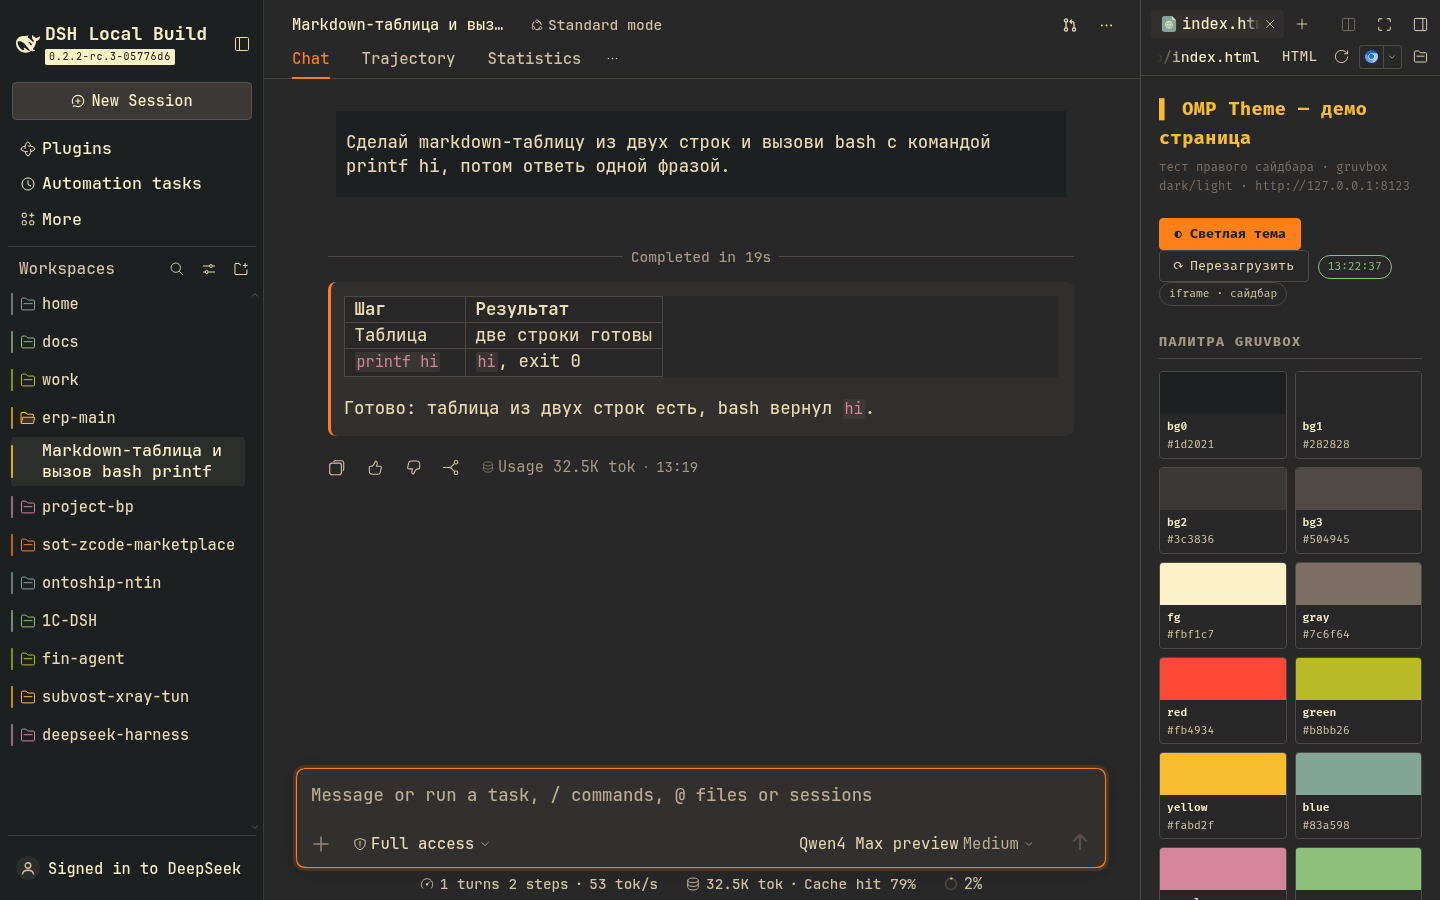 DSH Local Build
0.2.2-rc.3-05776d6
New Session
Plugins
Automation tasks
More
Workspaces
home
docs
work
erp-main
Markdown-таблица и
вызов bash printf
project-bp
sot-zcode-marketplace
ontoship-ntin
1C-DSH
fin-agent
subvost-xray-tun
deepseek-harness
Signed in to DeepSeek
Markdown-таблица и выз…
Standard mode
Chat
Trajectory
Statistics
Сделай markdown-таблицу из двух строк и вызови bash с командой
printf hi, потом ответь одной фразой.
Completed in 19s
Шаг Результат
Таблица две строки готовы
printf hi hi, exit 0
Готово: таблица из двух строк есть, bash вернул hi.
Usage 32.5K tok · 13:19
Message or run a task, / commands, @ files or sessions
Full access
Qwen4 Max preview Medium
1 turns 2 steps · 53 tok/s
32.5K tok · Cache hit 79%
2%
index.ht
/index.html
HTML
OMP Theme — демо
страница
тест правого сайдбара · gruvbox
dark/light · http://127.0.0.1:8123
◐ Светлая тема
⟳ Перезагрузить
13:22:37
iframe · сайдбар
ПАЛИТРА GRUVBOX
bg0
#1d2021
bg1
#282828
bg2
#3c3836
bg3
#504945
fg
#fbf1c7
gray
#7c6f64
red
#fb4934
green
#b8bb26
yellow
#fabd2f
blue
#83a598